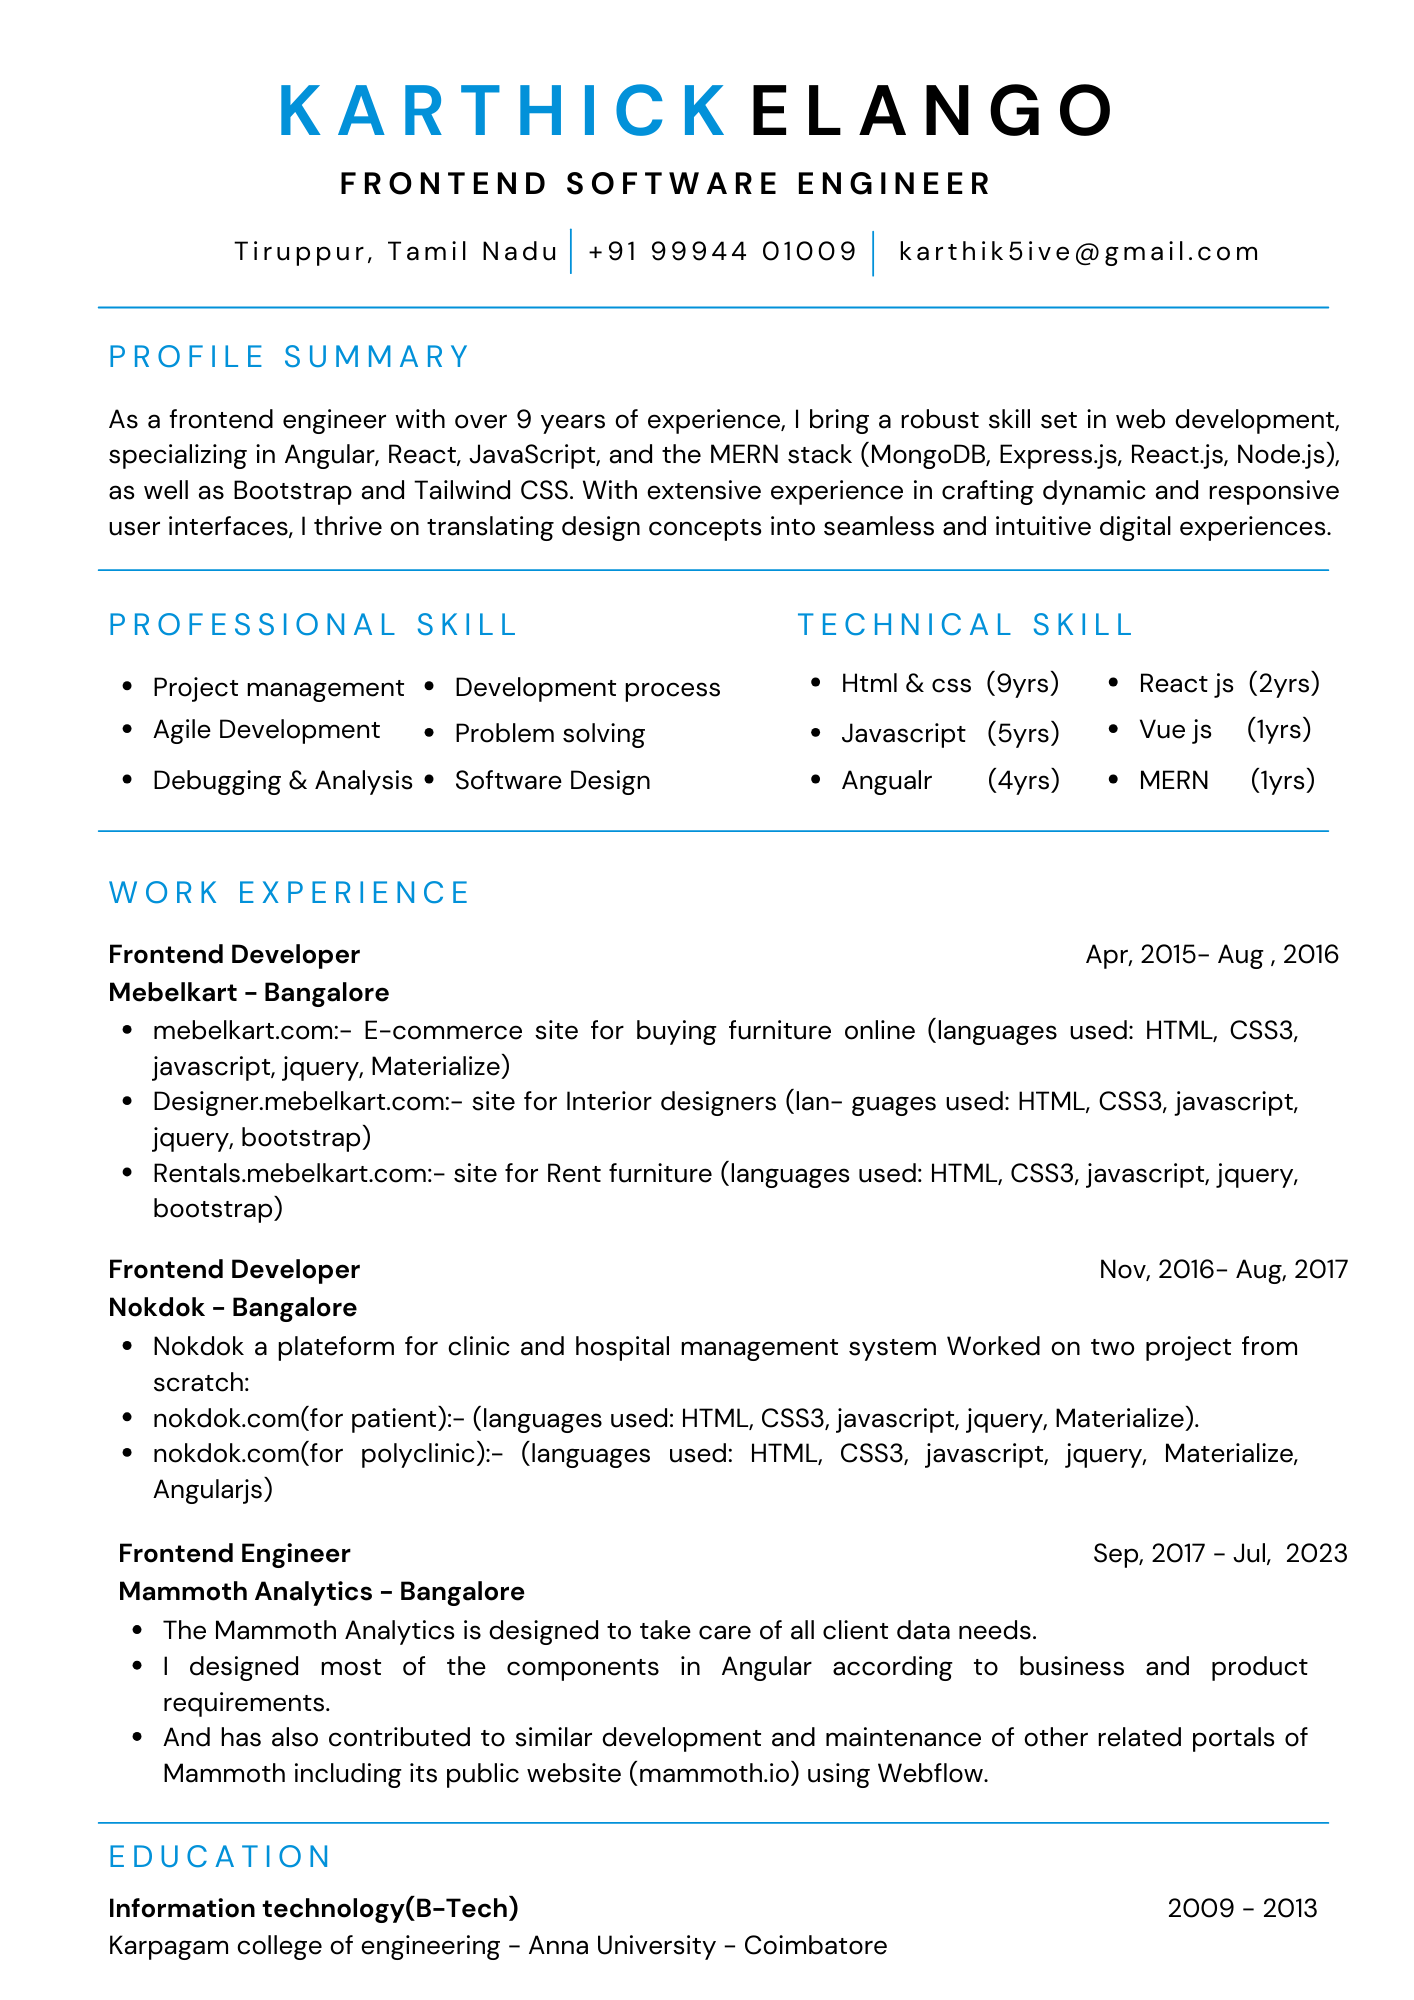 KARTHICK ELANGO
FRONTEND SOFTWARE ENGINEER
Tiruppur, Tamil Nadu
+91 99944 01009
karthik5ive@gmail.com
PROFILE SUMMARY
As a frontend engineer with over 9 years of experience, I bring a robust skill set in web development,
specializing in Angular, React, JavaScript, and the MERN stack (MongoDB, Express.js, React.js, Node.js),
as well as Bootstrap and Tailwind CSS. With extensive experience in crafting dynamic and responsive
user interfaces, I thrive on translating design concepts into seamless and intuitive digital experiences.
PROFESSIONAL SKILL
• Project management
• Agile Development
• Debugging & Analysis
• Development process
• Problem solving
• Software Design
TECHNICAL SKILL
• Html & css (9yrs)
• Javascript (5yrs)
• Angualr (4yrs)
• React js (2yrs)
• Vue js (1yrs)
• MERN (1yrs)
WORK EXPERIENCE
Frontend Developer Apr, 2015- Aug , 2016
Mebelkart - Bangalore
• mebelkart.com:- E-commerce site for buying furniture online (languages used: HTML, CSS3,
javascript, jquery, Materialize)
• Designer.mebelkart.com:- site for Interior designers (lan- guages used: HTML, CSS3, javascript,
jquery, bootstrap)
• Rentals.mebelkart.com:- site for Rent furniture (languages used: HTML, CSS3, javascript, jquery,
bootstrap)
Frontend Developer Nov, 2016- Aug, 2017
Nokdok - Bangalore
• Nokdok a plateform for clinic and hospital management system Worked on two project from
scratch:
• nokdok.com(for patient):- (languages used: HTML, CSS3, javascript, jquery, Materialize).
• nokdok.com(for polyclinic):- (languages used: HTML, CSS3, javascript, jquery, Materialize,
Angularjs)
Frontend Engineer Sep, 2017 - Jul, 2023
Mammoth Analytics - Bangalore
• The Mammoth Analytics is designed to take care of all client data needs.
• I designed most of the components in Angular according to business and product
requirements.
• And has also contributed to similar development and maintenance of other related portals of
Mammoth including its public website (mammoth.io) using Webflow.
EDUCATION
Information technology(B-Tech) 2009 - 2013
Karpagam college of engineering - Anna University - Coimbatore